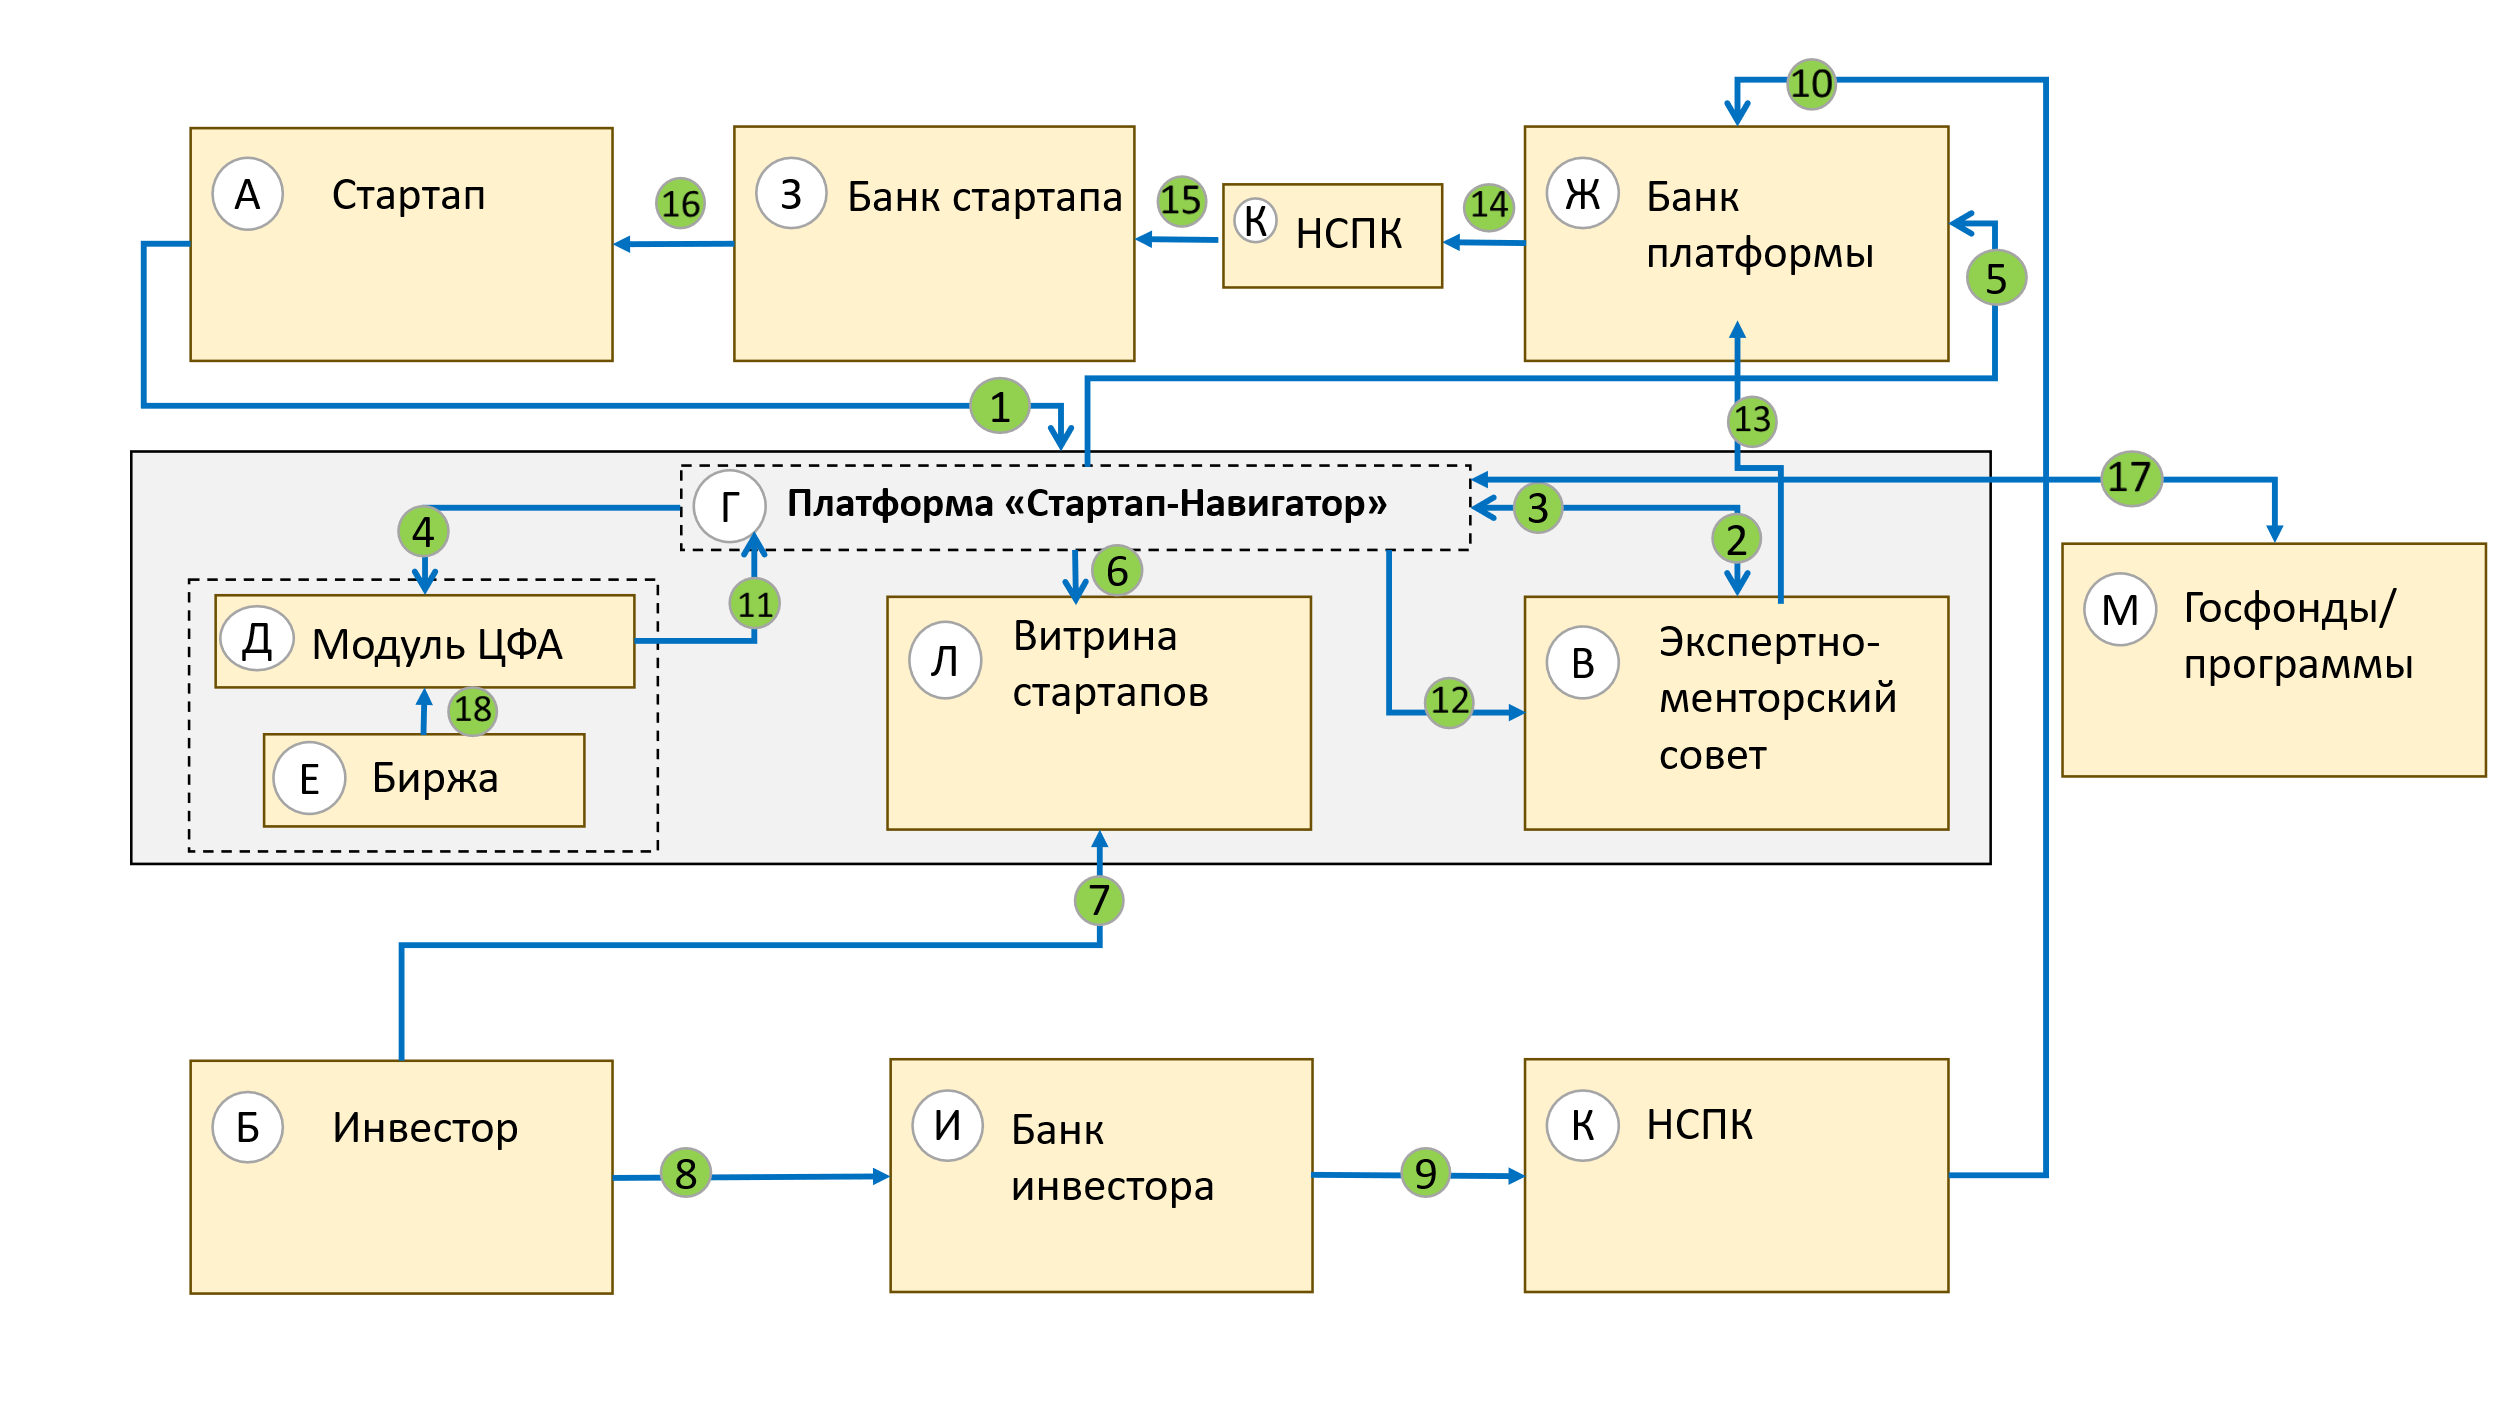 10
А
Стартап
16
З
Банк стартапа
15
К
НСПК
14
Ж
Банк
платформы
5
1
13
Г
Платформа «Стартап-Навигатор»
3
17
4
2
6
11
Д
Модуль ЦФА
18
Е
Биржа
Л
Витрина
стартапов
12
В
Экспертно-
менторский
совет
М
Госфонды/
программы
7
Б
Инвестор
8
И
Банк
инвестора
9
К
НСПК